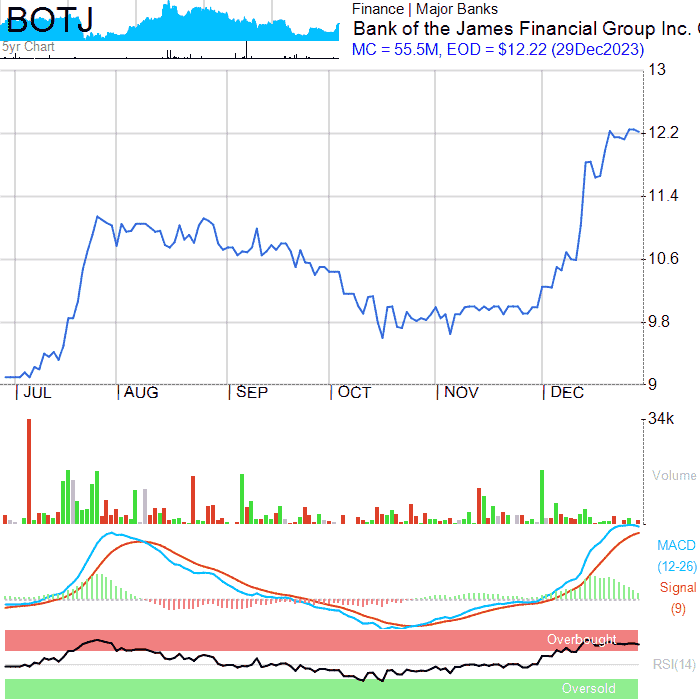 BOTJ
5yr Chart
Finance | Major Banks
Bank of the James Financial Group Inc. (
MC = 55.5M, EOD = $12.22 (29Dec2023)
13
12.2
11.4
10.6
9.8
9
JUL AUG SEP OCT NOV DEC
34k
Volume
MACD
(12-26)
Signal
(9)
Overbought
RSI(14)
Oversold